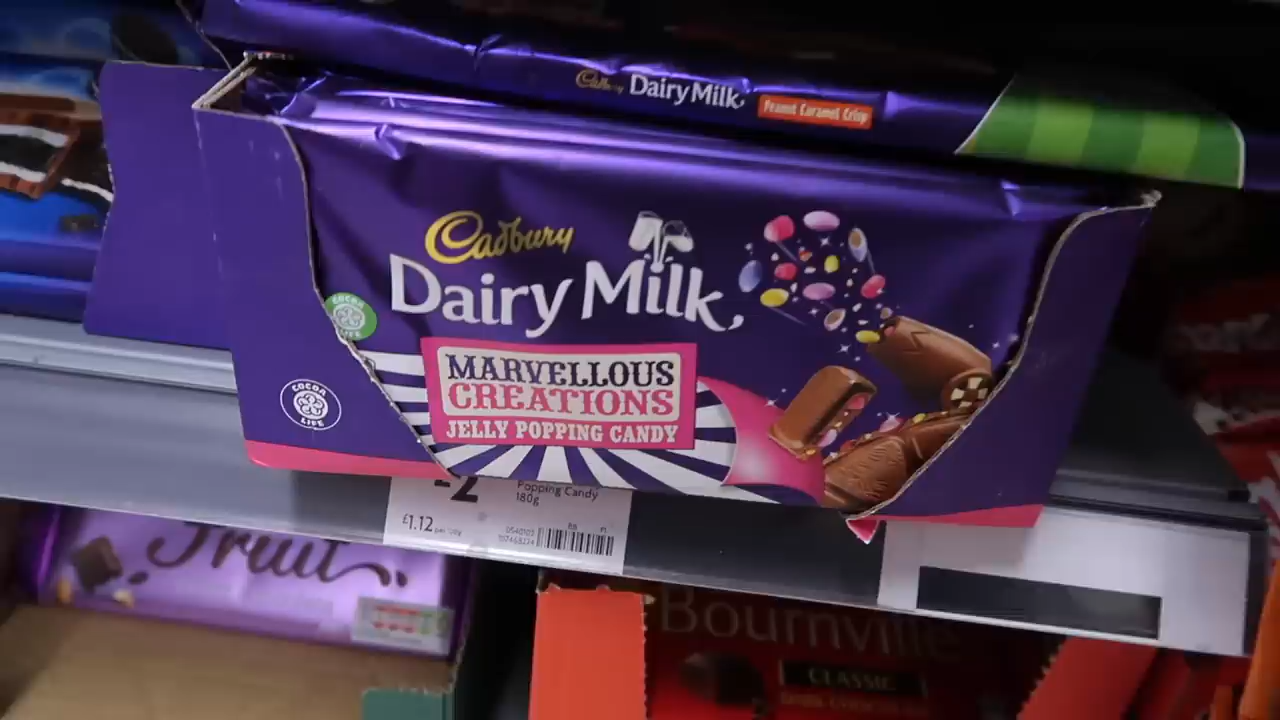 Cadbury Dairy Milk Peanut Caramel Crisp
Cadbury
Dairy Milk
COCOA
LIFE
MARVELLOUS
CREATIONS
JELLY POPPING CANDY
COCOA
LIFE
2
Popping Candy
180g
£1.12
Fruit
Bournville
CLASSIC